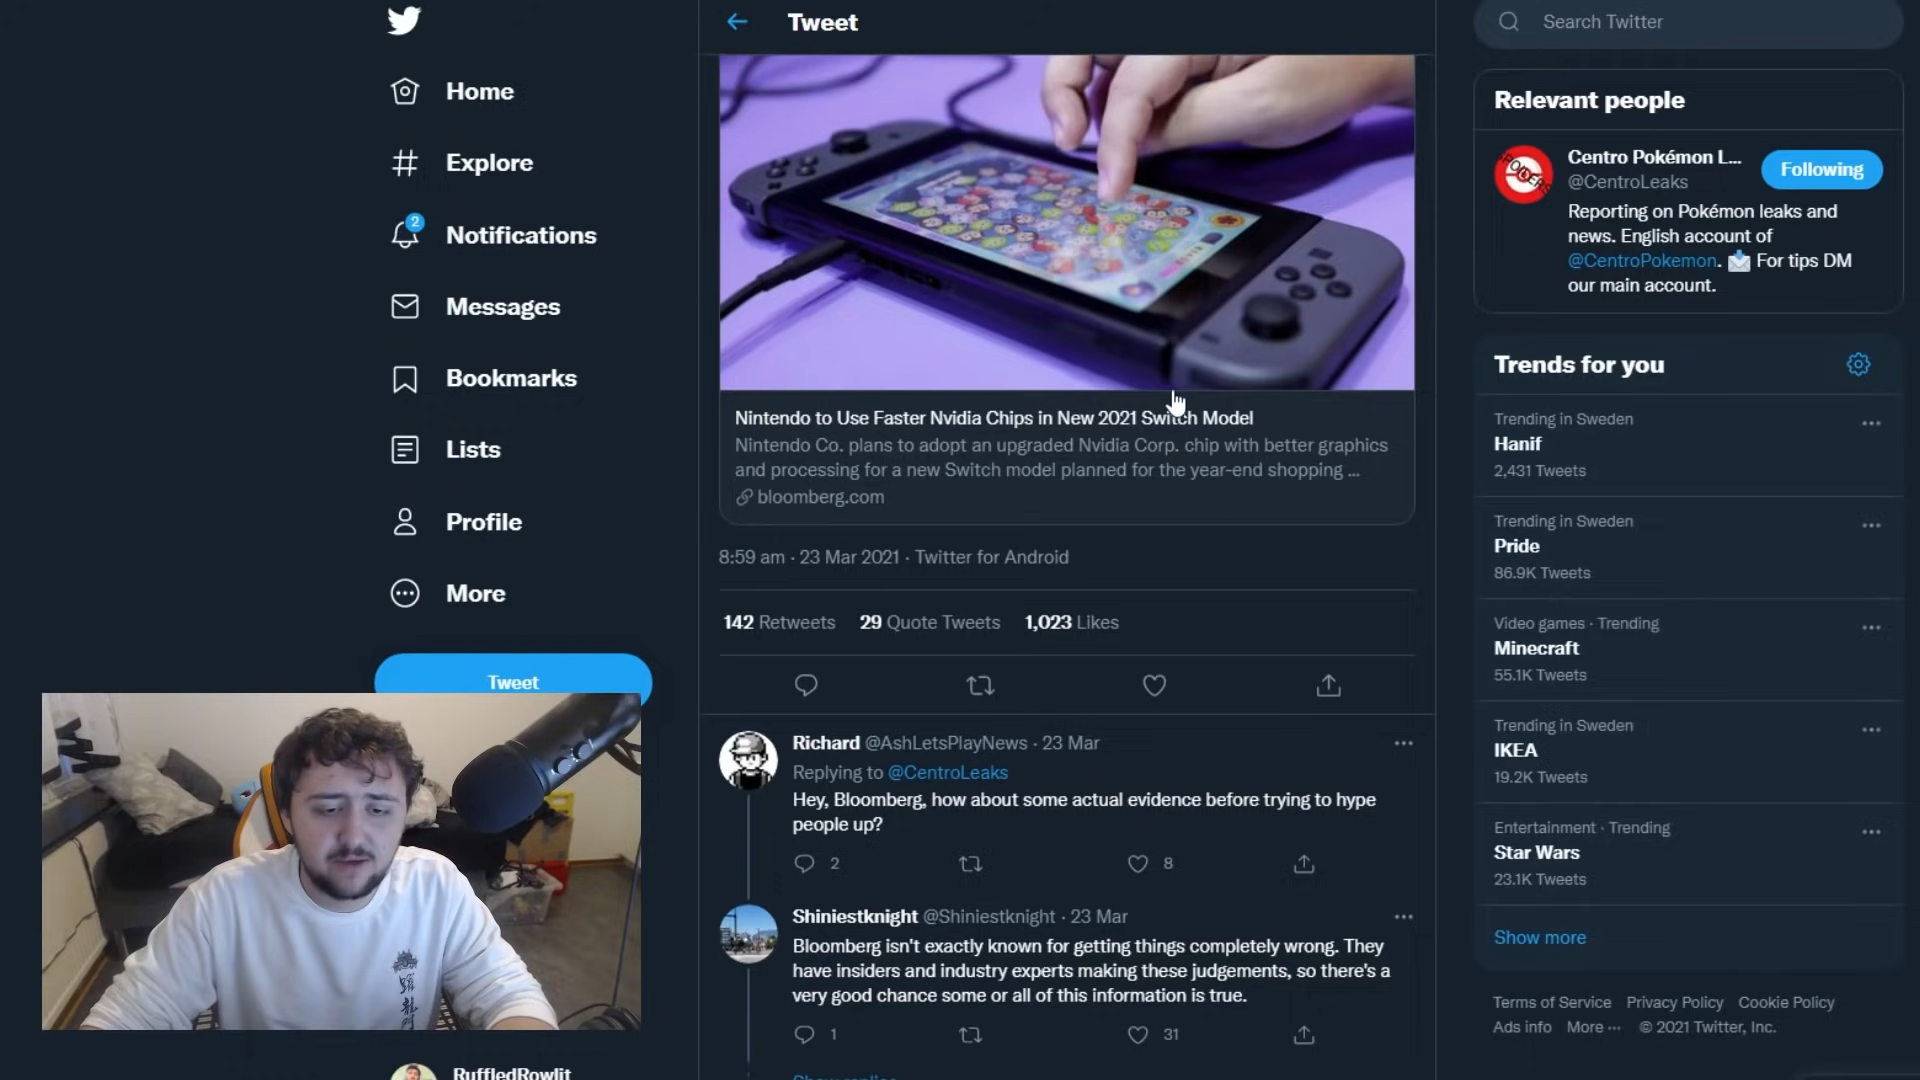 Home
Explore
2
Notifications
Messages
Bookmarks
Lists
Profile
More
Tweet
RuffledRowlit
Tweet
Nintendo to Use Faster Nvidia Chips in New 2021 Switch Model
Nintendo Co. plans to adopt an upgraded Nvidia Corp. chip with better graphics
and processing for a new Switch model planned for the year-end shopping ...
bloomberg.com
8:59 am · 23 Mar 2021 · Twitter for Android
142 Retweets 29 Quote Tweets 1,023 Likes
Richard @AshLetsPlayNews · 23 Mar
Replying to @CentroLeaks
Hey, Bloomberg, how about some actual evidence before trying to hype
people up?
2 8
Shiniestknight @Shiniestknight · 23 Mar
Bloomberg isn't exactly known for getting things completely wrong. They
have insiders and industry experts making these judgements, so there's a
very good chance some or all of this information is true.
1 31
Show replies
Search Twitter
Relevant people
Centro Pokémon L...
Following
@CentroLeaks
Reporting on Pokémon leaks and
news. English account of
@CentroPokemon. For tips DM
our main account.
Trends for you
Trending in Sweden
Hanif
2,431 Tweets
Trending in Sweden
Pride
86.9K Tweets
Video games · Trending
Minecraft
55.1K Tweets
Trending in Sweden
IKEA
19.2K Tweets
Entertainment · Trending
Star Wars
23.1K Tweets
Show more
Terms of Service Privacy Policy Cookie Policy
Ads info More ··· © 2021 Twitter, Inc.